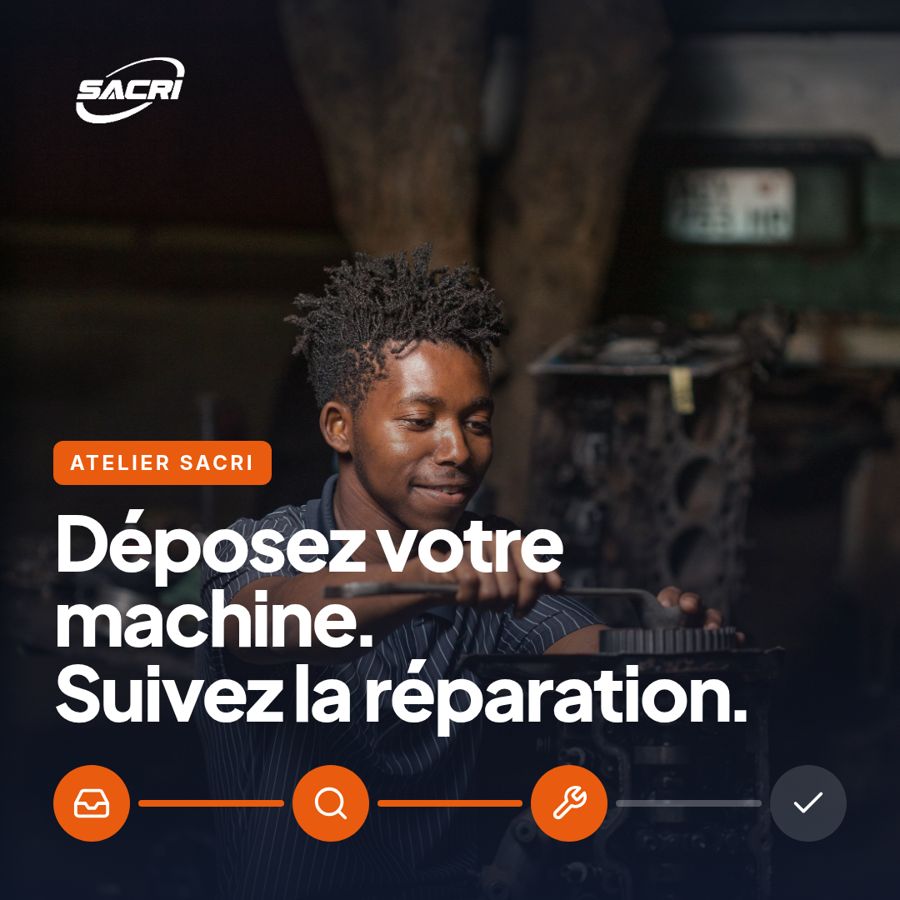 SACRI
ATELIER SACRI
Déposez votre
machine.
Suivez la réparation.